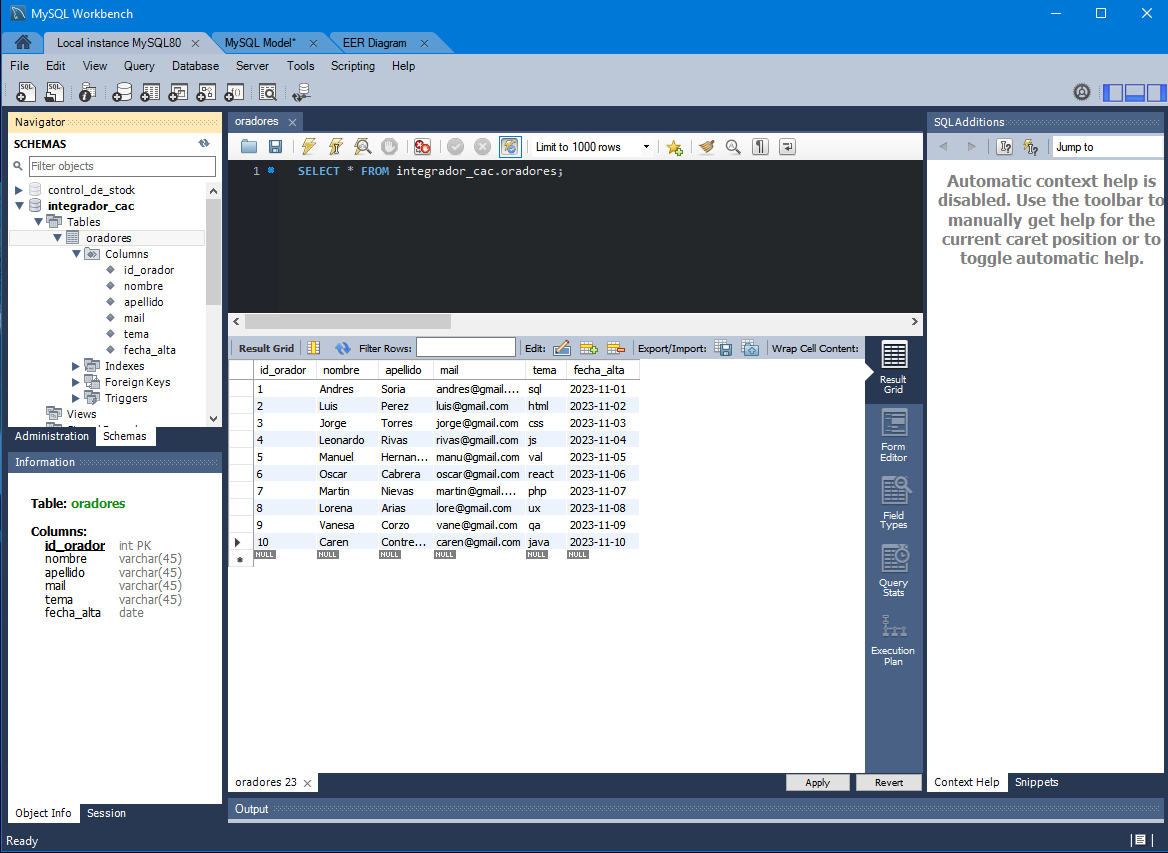 MySQL Workbench
Local instance MySQL80
MySQL Model*
EER Diagram
File Edit View Query Database Server Tools Scripting Help
Navigator
SCHEMAS
Filter objects
control_de_stock
integrador_cac
Tables
oradores
Columns
id_orador
nombre
apellido
mail
tema
fecha_alta
Indexes
Foreign Keys
Triggers
Views
Administration Schemas
Information
Table: oradores
Columns:
id_orador int PK
nombre varchar(45)
apellido varchar(45)
mail varchar(45)
tema varchar(45)
fecha_alta date
Object Info Session
oradores
Limit to 1000 rows
1 SELECT * FROM integrador_cac.oradores;
Result Grid Filter Rows: Edit: Export/Import: Wrap Cell Content:
id_orador nombre apellido mail tema fecha_alta
1 Andres Soria andres@gmail.... sql 2023-11-01
2 Luis Perez luis@gmail.com html 2023-11-02
3 Jorge Torres jorge@gmail.com css 2023-11-03
4 Leonardo Rivas rivas@gmaill.com js 2023-11-04
5 Manuel Hernan... manu@gmail.com val 2023-11-05
6 Oscar Cabrera oscar@gmail.com react 2023-11-06
7 Martin Nievas martin@gmail.... php 2023-11-07
8 Lorena Arias lore@gmail.com ux 2023-11-08
9 Vanesa Corzo vane@gmail.com qa 2023-11-09
10 Caren Contre... caren@gmail.com java 2023-11-10
NULL NULL NULL NULL NULL NULL
Result
Grid
Form
Editor
Field
Types
Query
Stats
Execution
Plan
oradores 23
Apply Revert
SQLAdditions
Jump to
Automatic context help is
disabled. Use the toolbar to
manually get help for the
current caret position or to
toggle automatic help.
Context Help Snippets
Output
Ready